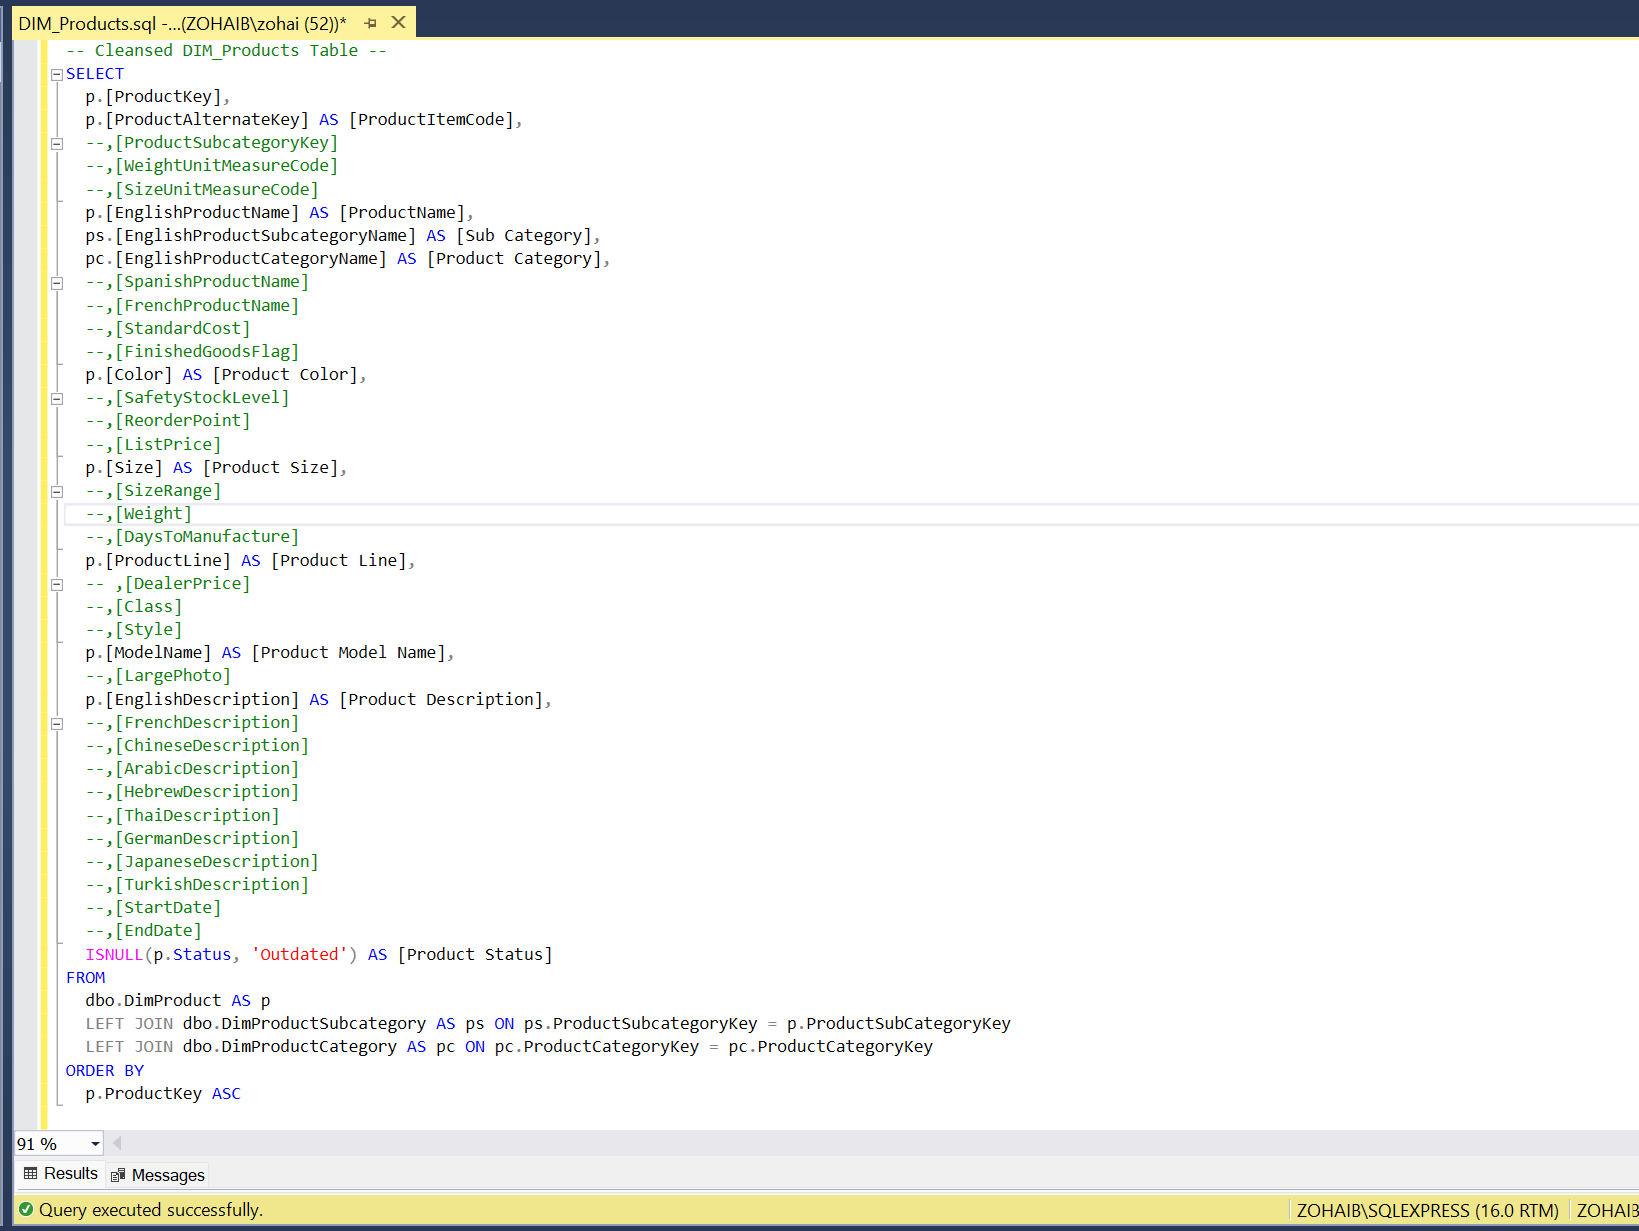 DIM_Products.sql -...(ZOHAIB\zohai (52))*
-- Cleansed DIM_Products Table --
SELECT
p.[ProductKey],
p.[ProductAlternateKey] AS [ProductItemCode],
--,[ProductSubcategoryKey]
--,[WeightUnitMeasureCode]
--,[SizeUnitMeasureCode]
p.[EnglishProductName] AS [ProductName],
ps.[EnglishProductSubcategoryName] AS [Sub Category],
pc.[EnglishProductCategoryName] AS [Product Category],
--,[SpanishProductName]
--,[FrenchProductName]
--,[StandardCost]
--,[FinishedGoodsFlag]
p.[Color] AS [Product Color],
--,[SafetyStockLevel]
--,[ReorderPoint]
--,[ListPrice]
p.[Size] AS [Product Size],
--,[SizeRange]
--,[Weight]
--,[DaysToManufacture]
p.[ProductLine] AS [Product Line],
-- ,[DealerPrice]
--,[Class]
--,[Style]
p.[ModelName] AS [Product Model Name],
--,[LargePhoto]
p.[EnglishDescription] AS [Product Description],
--,[FrenchDescription]
--,[ChineseDescription]
--,[ArabicDescription]
--,[HebrewDescription]
--,[ThaiDescription]
--,[GermanDescription]
--,[JapaneseDescription]
--,[TurkishDescription]
--,[StartDate]
--,[EndDate]
ISNULL(p.Status, 'Outdated') AS [Product Status]
FROM
dbo.DimProduct AS p
LEFT JOIN dbo.DimProductSubcategory AS ps ON ps.ProductSubcategoryKey = p.ProductSubCategoryKey
LEFT JOIN dbo.DimProductCategory AS pc ON pc.ProductCategoryKey = pc.ProductCategoryKey
ORDER BY
p.ProductKey ASC
91 %
Results Messages
Query executed successfully. ZOHAIB\SQLEXPRESS (16.0 RTM) ZOHAIB